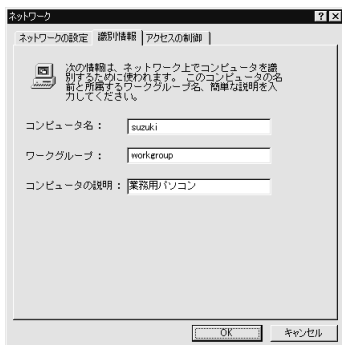 ネットワーク
ネットワークの設定 識別情報 アクセスの制御
次の情報は、ネットワーク上でコンピュータを識
別するために使われます。 このコンピュータの名
前と所属するワークグループ名、簡単な説明を入
力してください。
コンピュータ名： suzuki
ワークグループ： workgroup
コンピュータの説明： 業務用パソコン
OK キャンセル